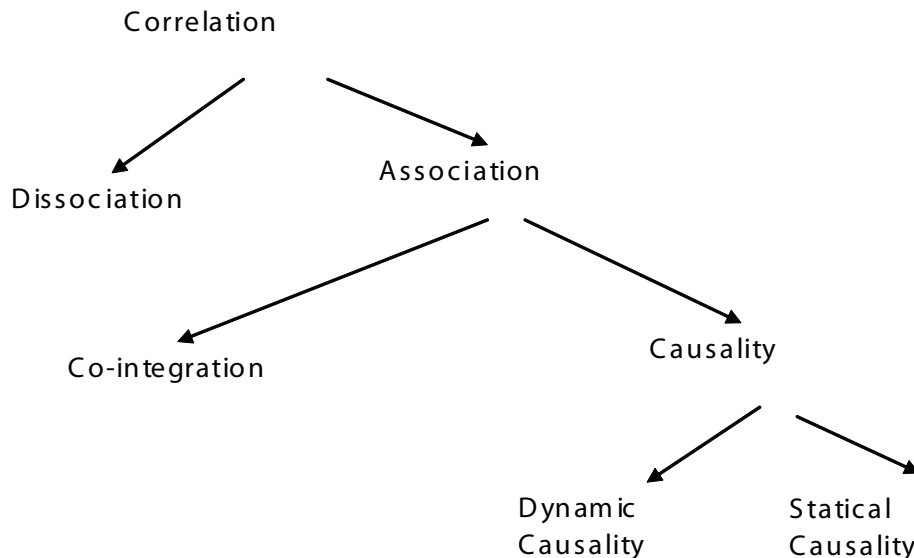 Correlation
Association
Dissociation
Causality
Co-integration
Dynamic
Causality
Statical
Causality